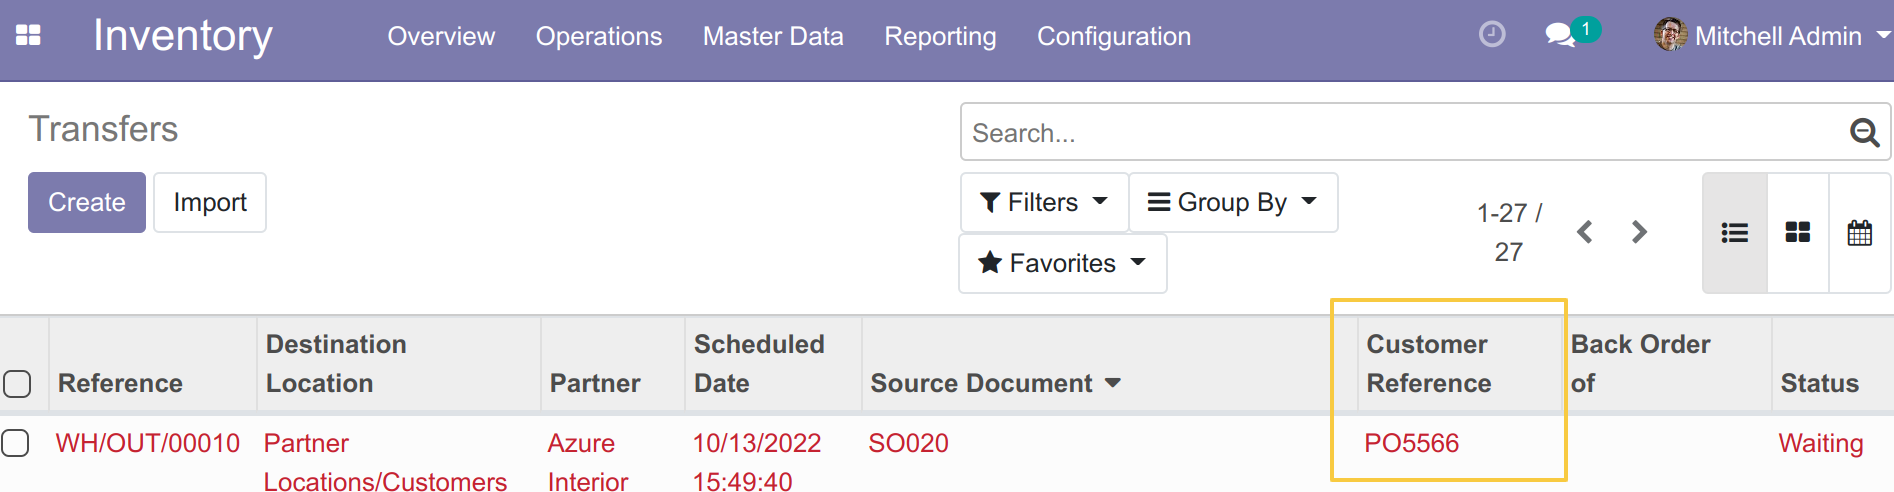 Inventory Overview Operations Master Data Reporting Configuration 1 Mitchell Admin
Transfers
Search...
Create Import
Filters Group By
Favorites
1-27 /
27
Reference Destination Location Partner Scheduled Date Source Document Customer Reference Back Order of Status
WH/OUT/00010 Partner Locations/Customers Azure Interior 10/13/2022 15:49:40 SO020 PO5566 Waiting